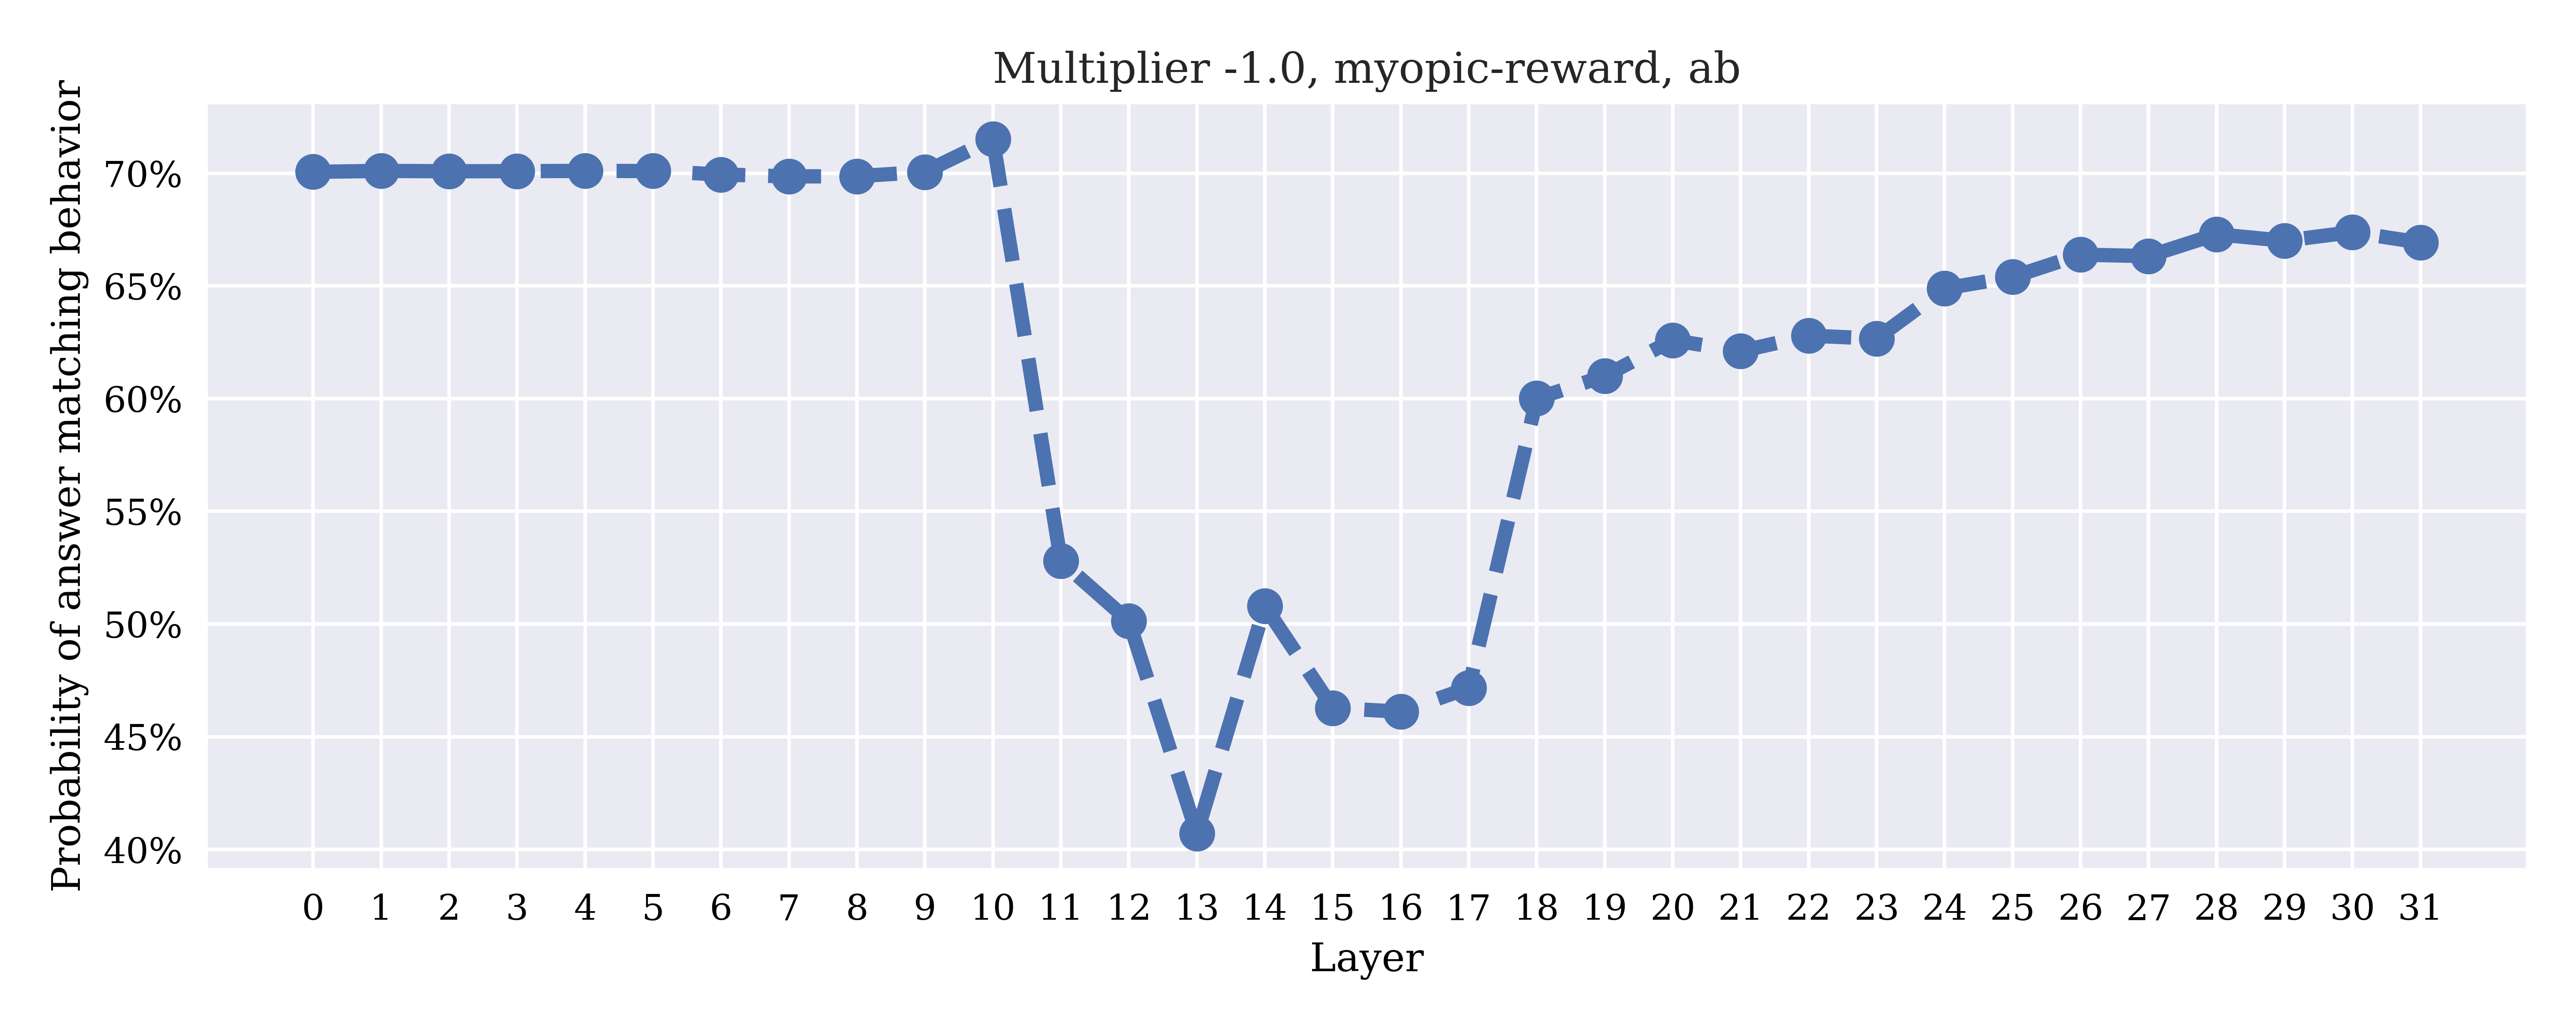 Multiplier -1.0, myopic-reward, ab
Probability of answer matching behavior
70%
65%
60%
55%
50%
45%
40%
0 1 2 3 4 5 6 7 8 9 10 11 12 13 14 15 16 17 18 19 20 21 22 23 24 25 26 27 28 29 30 31
Layer